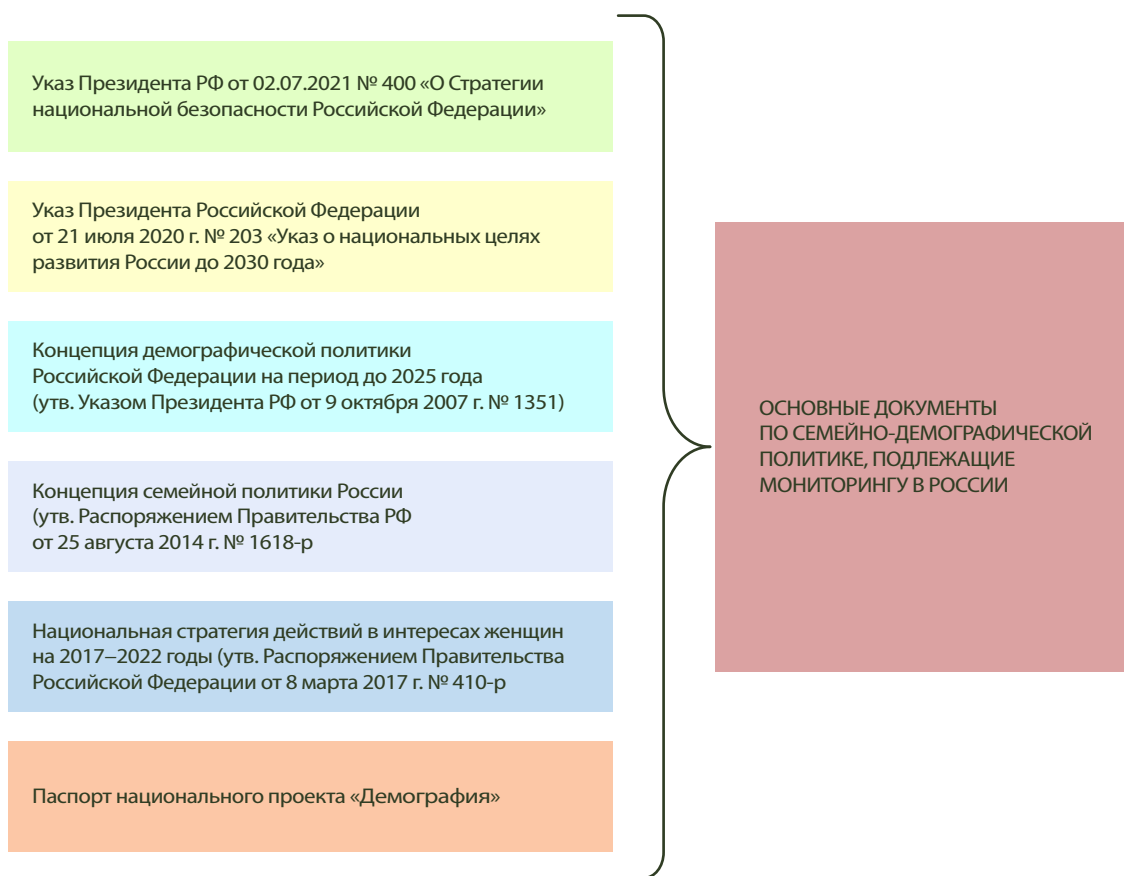 Указ Президента РФ от 02.07.2021 № 400 «О Стратегии
национальной безопасности Российской Федерации»
Указ Президента Российской Федерации
от 21 июля 2020 г. № 203 «Указ о национальных целях
развития России до 2030 года»
Концепция демографической политики
Российской Федерации на период до 2025 года
(утв. Указом Президента РФ от 9 октября 2007 г. № 1351)
Концепция семейной политики России
(утв. Распоряжением Правительства РФ
от 25 августа 2014 г. № 1618-р
Национальная стратегия действий в интересах женщин
на 2017–2022 годы (утв. Распоряжением Правительства
Российской Федерации от 8 марта 2017 г. № 410-р
Паспорт национального проекта «Демография»
ОСНОВНЫЕ ДОКУМЕНТЫ
ПО СЕМЕЙНО-ДЕМОГРАФИЧЕСКОЙ
ПОЛИТИКЕ, ПОДЛЕЖАЩИЕ
МОНИТОРИНГУ В РОССИИ